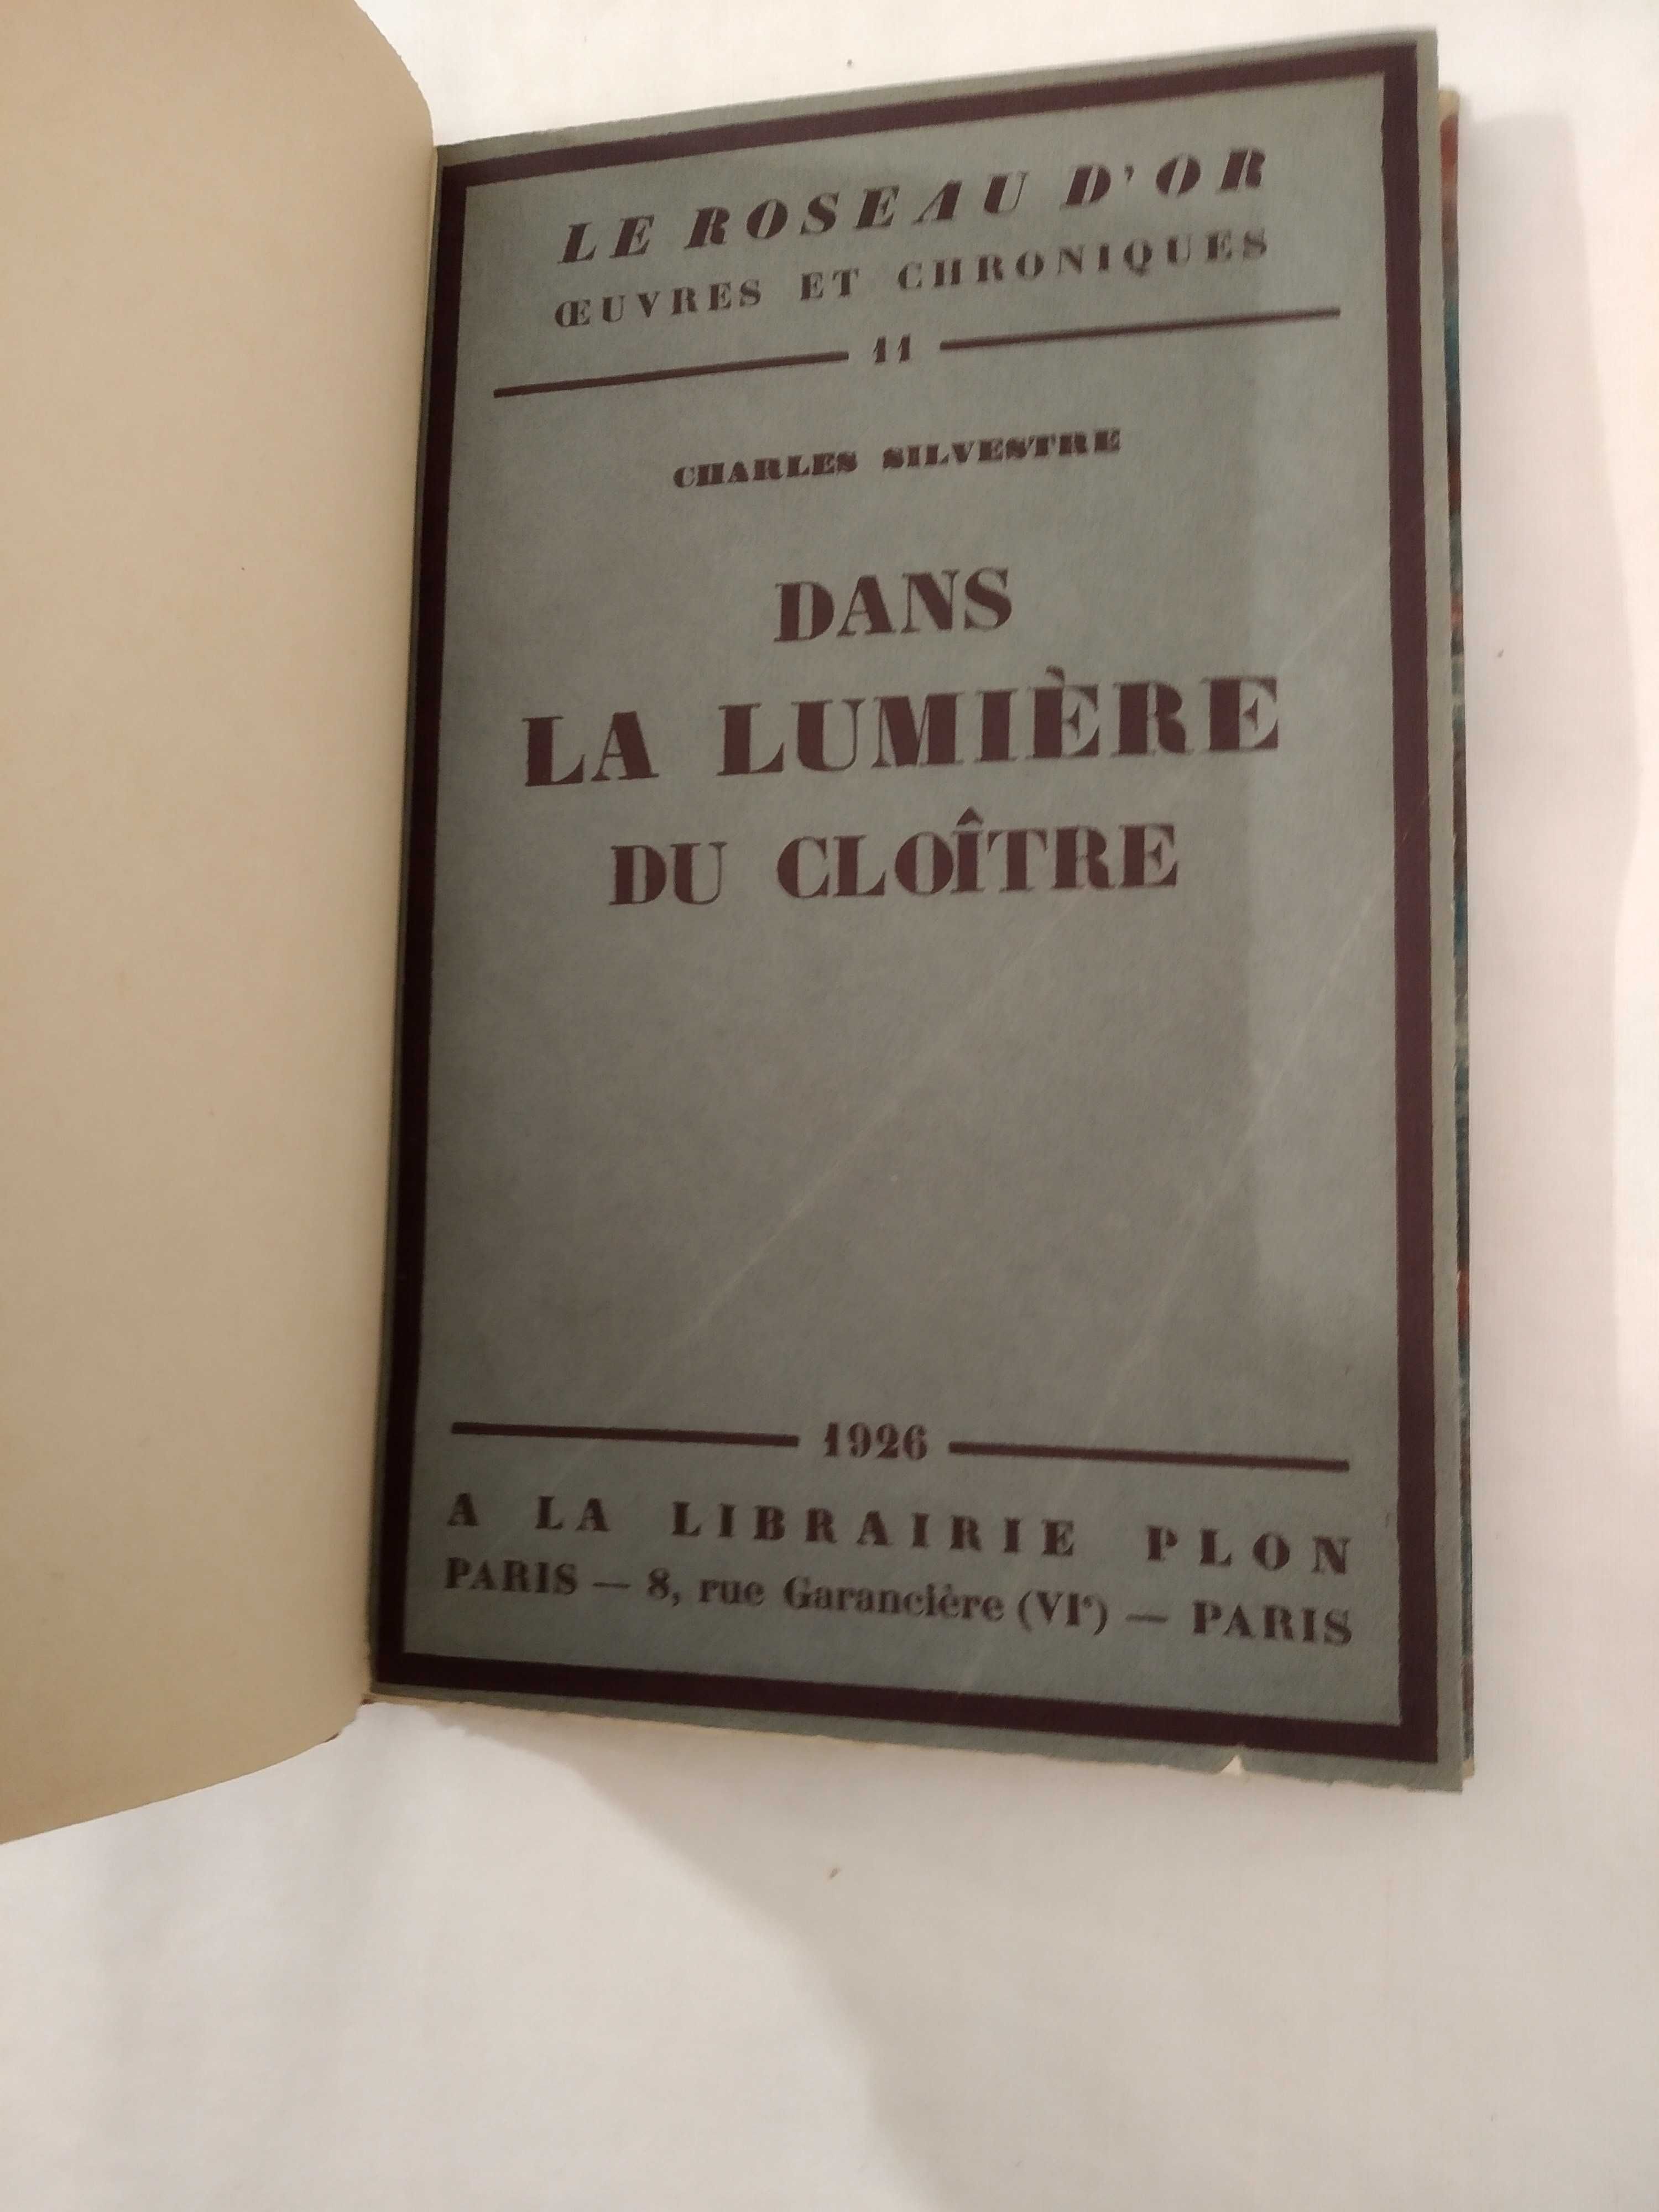 LE ROSEAU D'OR
ŒUVRES ET CHRONIQUES
11
CHARLES SILVESTRE
DANS
LA LUMIÈRE
DU CLOÎTRE
1926
A LA LIBRAIRIE PLON
PARIS — 8, rue Garancière (VIᵉ) — PARIS